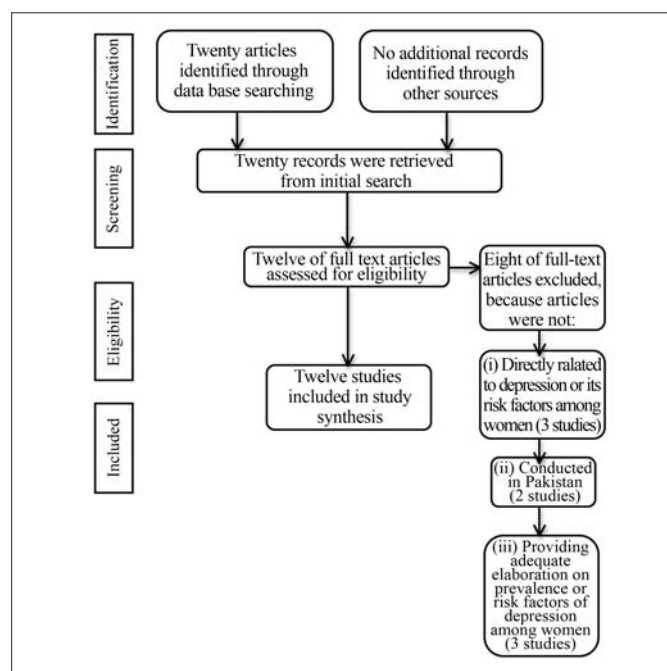 Identification
Twenty articles
identified through
data base searching
No additional records
identified through
other sources
Screening
Twenty records were retrieved
from initial search
Twelve of full text articles
assessed for eligibility
Eight of full-text
articles excluded,
because articles
were not:
Eligibility
(i) Directly ralated
to depression or its
risk factors among
women (3 studies)
Twelve studies
included in study
synthesis
Included
(ii) Conducted
in Pakistan
(2 studies)
(iii) Providing
adequate
elaboration on
prevalence or
risk factors of
depression
among women
(3 studies)